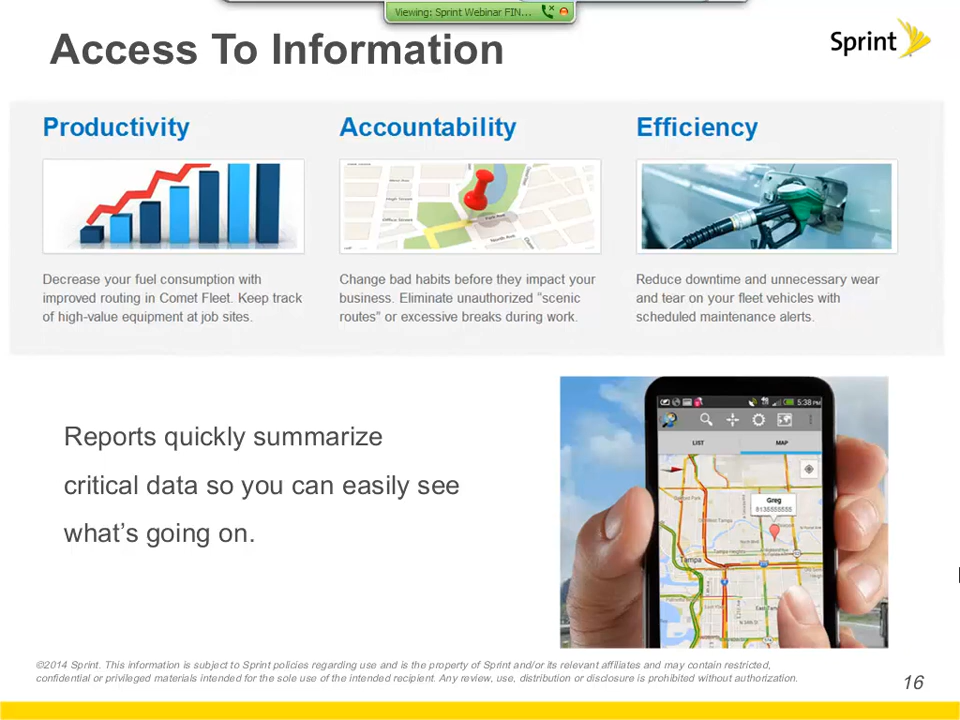 Viewing: Sprint Webinar FIN...
Access To Information
Sprint
Productivity
Accountability
Efficiency
Decrease your fuel consumption with
improved routing in Comet Fleet. Keep track
of high-value equipment at job sites.
Change bad habits before they impact your
business. Eliminate unauthorized "scenic
routes" or excessive breaks during work.
Reduce downtime and unnecessary wear
and tear on your fleet vehicles with
scheduled maintenance alerts.
Reports quickly summarize
critical data so you can easily see
what's going on.
5:38 PM
LIST
MAP
Greg
8135555555
Tampa
©2014 Sprint. This information is subject to Sprint policies regarding use and is the property of Sprint and/or its relevant affiliates and may contain restricted,
confidential or privileged materials intended for the sole use of the intended recipient. Any review, use, distribution or disclosure is prohibited without authorization.
16